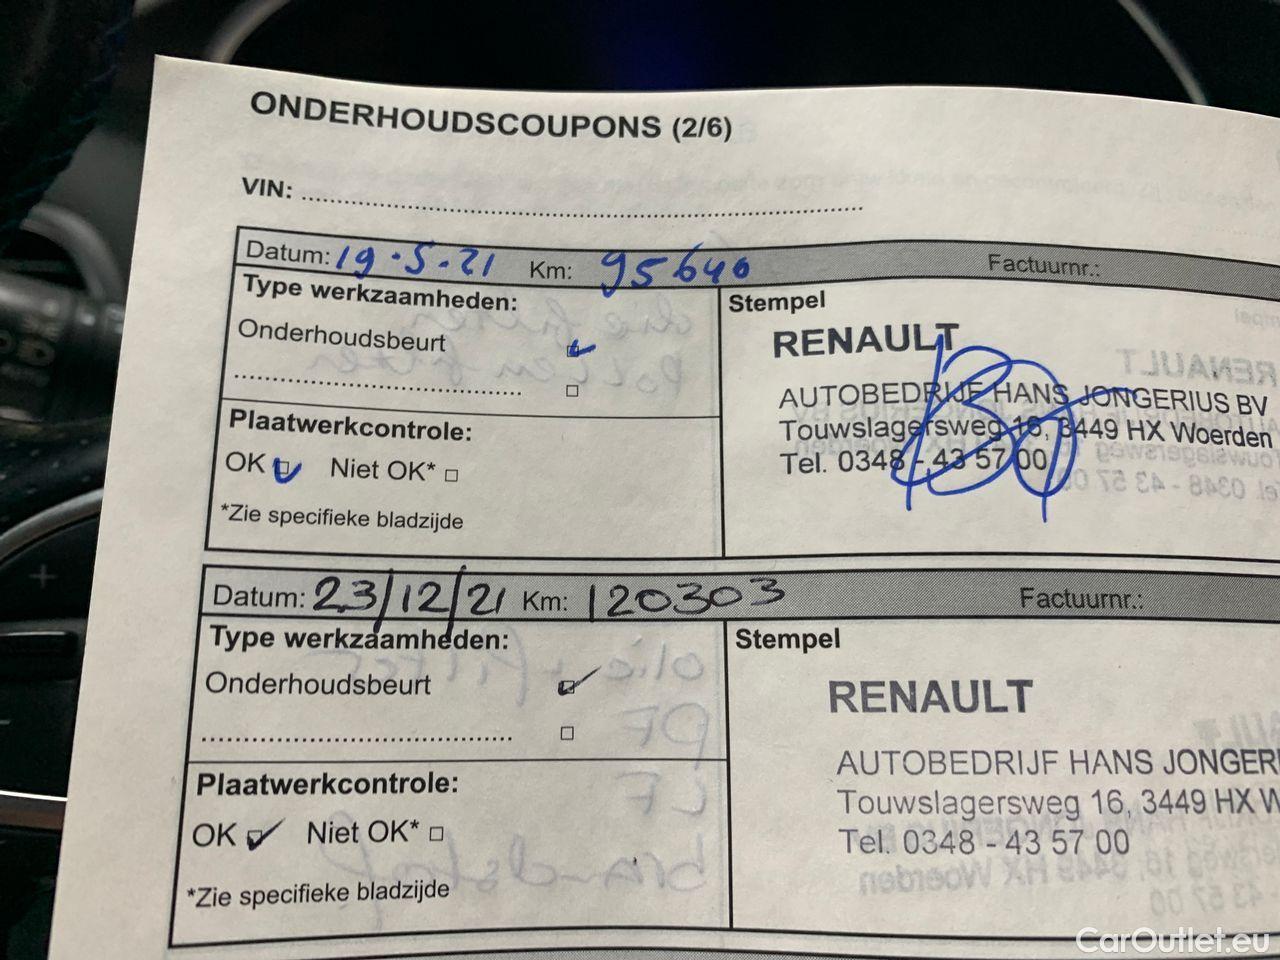 ONDERHOUDSCOUPONS (2/6)
VIN: ................................................................
Datum: 19.5.21 Km: 95640 Factuurnr.:
Type werkzaamheden:
Onderhoudsbeurt
Plaatwerkcontrole:
OK Niet OK*
*Zie specifieke bladzijde
Stempel
RENAULT
AUTOBEDRIJF HANS JONGERIUS BV
Touwslagersweg 16, 3449 HX Woerden
Tel. 0348 - 43 57 00
Datum: 23/12/21 Km: 120303 Factuurnr.:
Type werkzaamheden:
Onderhoudsbeurt
Plaatwerkcontrole:
OK Niet OK*
*Zie specifieke bladzijde
Stempel
RENAULT
AUTOBEDRIJF HANS JONGERI
Touwslagersweg 16, 3449 HX W
Tel. 0348 - 43 57 00
CarOutlet.eu